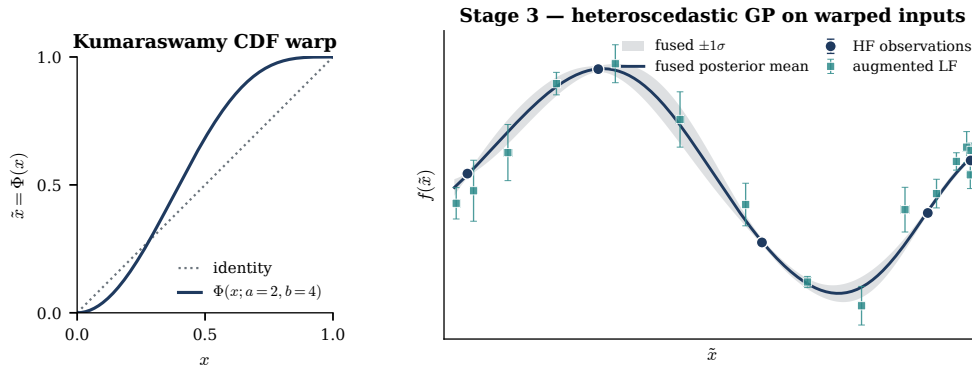 Kumaraswamy CDF warp
1.0
0.5
0.0
x̃ = Φ(x)
identity
Φ(x; a = 2, b = 4)
0.0 0.5 1.0
x
Stage 3 — heteroscedastic GP on warped inputs
fused ±1σ
fused posterior mean
HF observations
augmented LF
f(x̃)
x̃